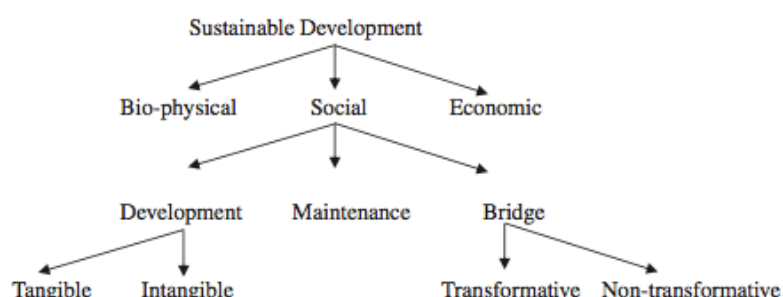 Sustainable Development
Bio-physical Social Economic
Development Maintenance Bridge
Tangible Intangible Transformative Non-transformative